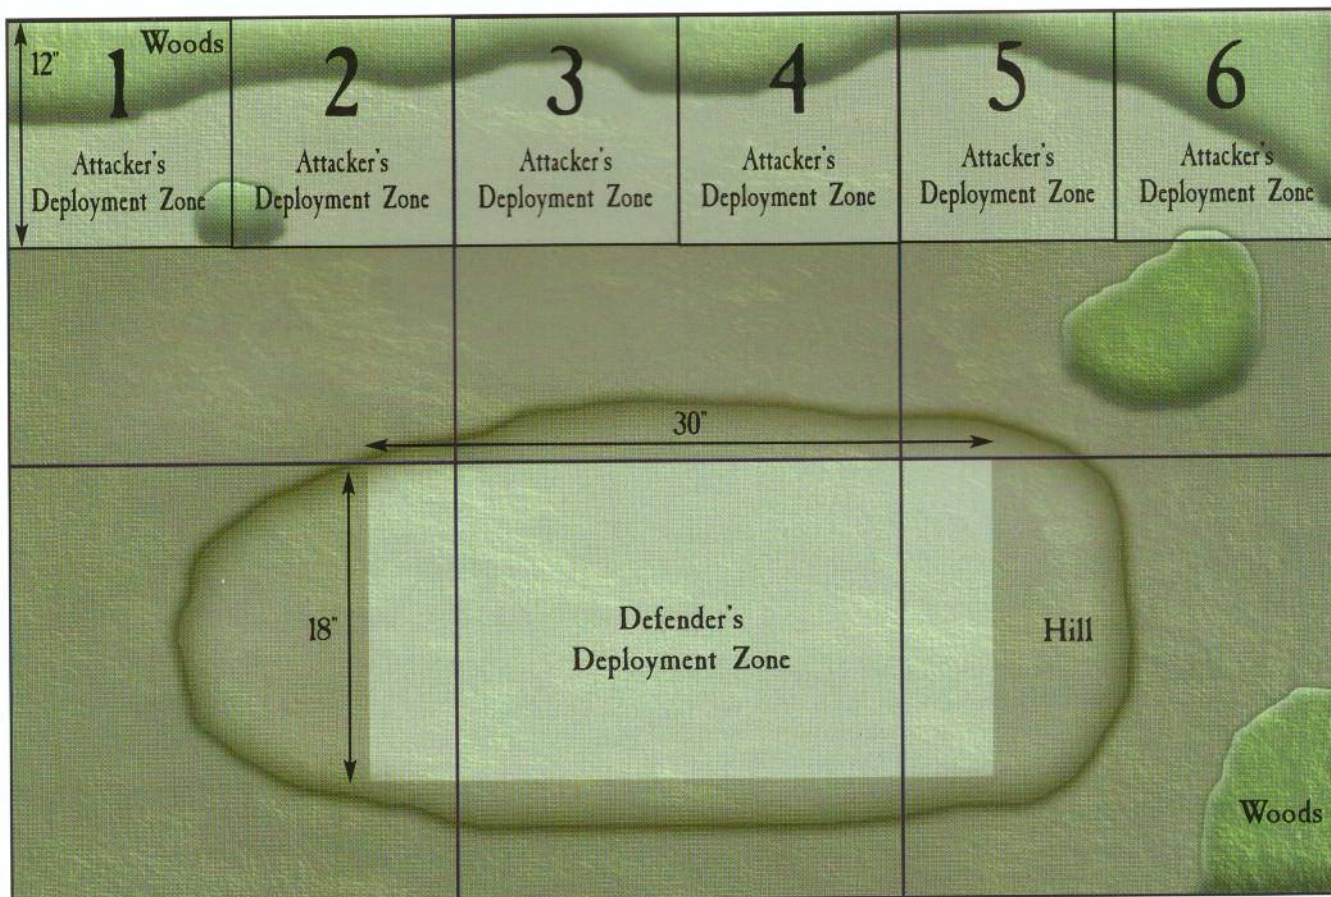 12"
Woods
1
2
3
4
5
6
Attacker's
Deployment Zone
Attacker's
Deployment Zone
Attacker's
Deployment Zone
Attacker's
Deployment Zone
Attacker's
Deployment Zone
Attacker's
Deployment Zone
30"
18"
Defender's
Deployment Zone
Hill
Woods